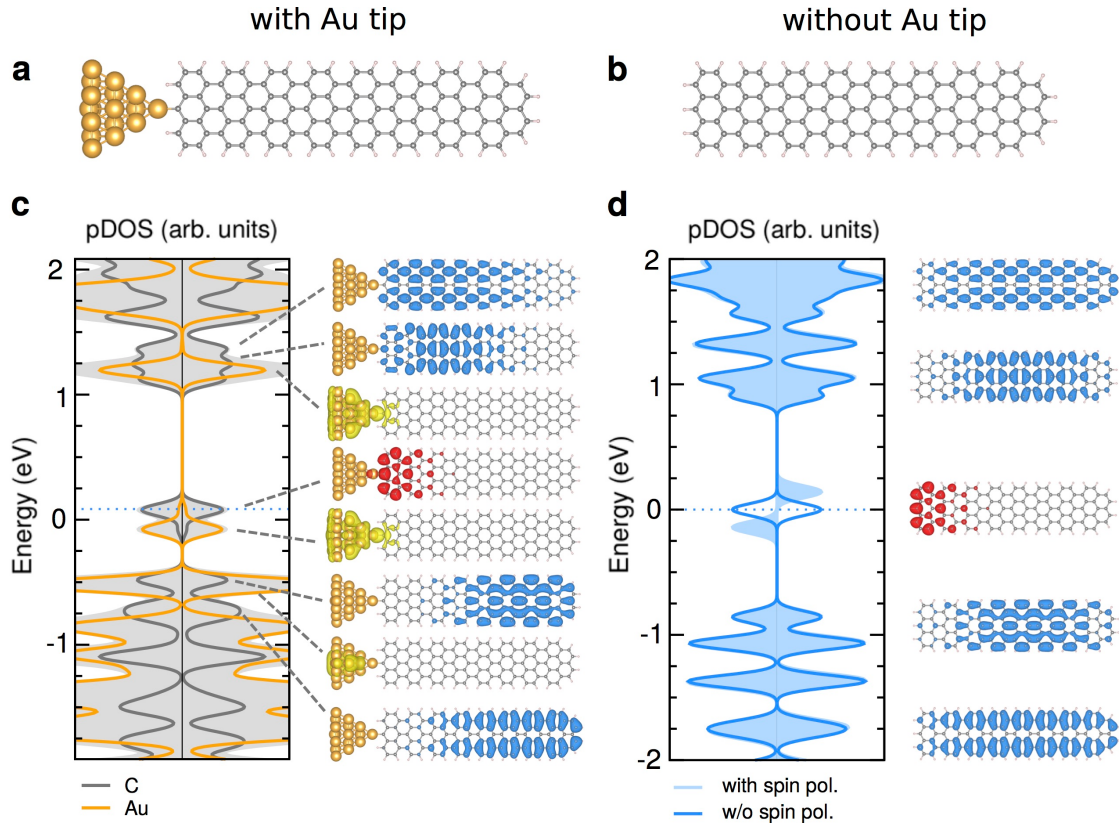 with Au tip
without Au tip
a
b
c
d
pDOS (arb. units)
pDOS (arb. units)
Energy (eV)
2
1
0
-1
Energy (eV)
2
1
0
-1
-2
C
Au
with spin pol.
w/o spin pol.